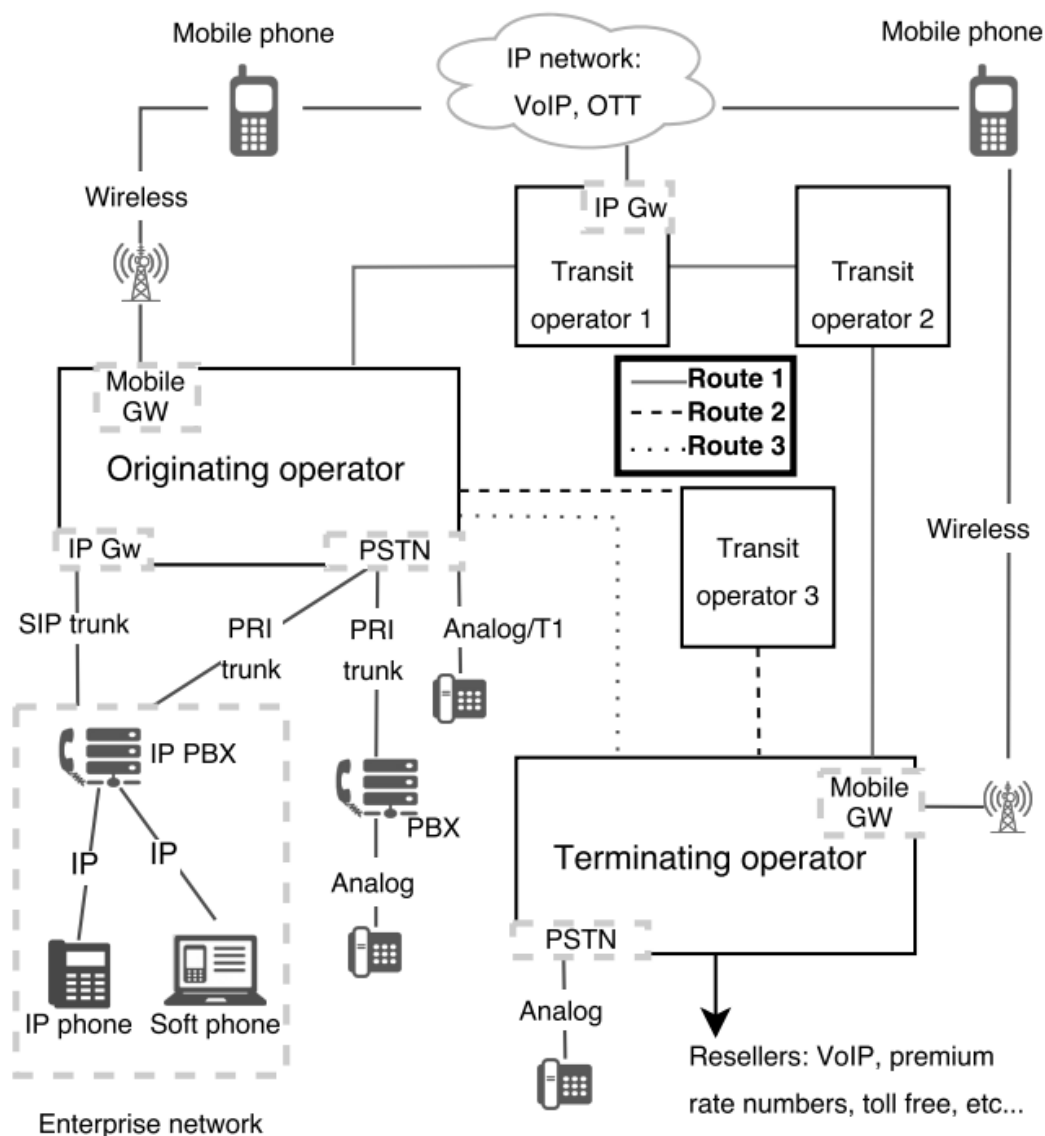 Mobile phone
IP network:
VoIP, OTT
Mobile phone
Wireless
IP Gw
Transit
operator 1
Transit
operator 2
Mobile
GW
Originating operator
Route 1
Route 2
Route 3
IP Gw
PSTN
Transit
operator 3
Wireless
SIP trunk
PRI
trunk
PRI
trunk
Analog/T1
IP PBX
PBX
IP
IP
Analog
IP phone
Soft phone
Enterprise network
Mobile
GW
Terminating operator
PSTN
Analog
Resellers: VoIP, premium
rate numbers, toll free, etc...